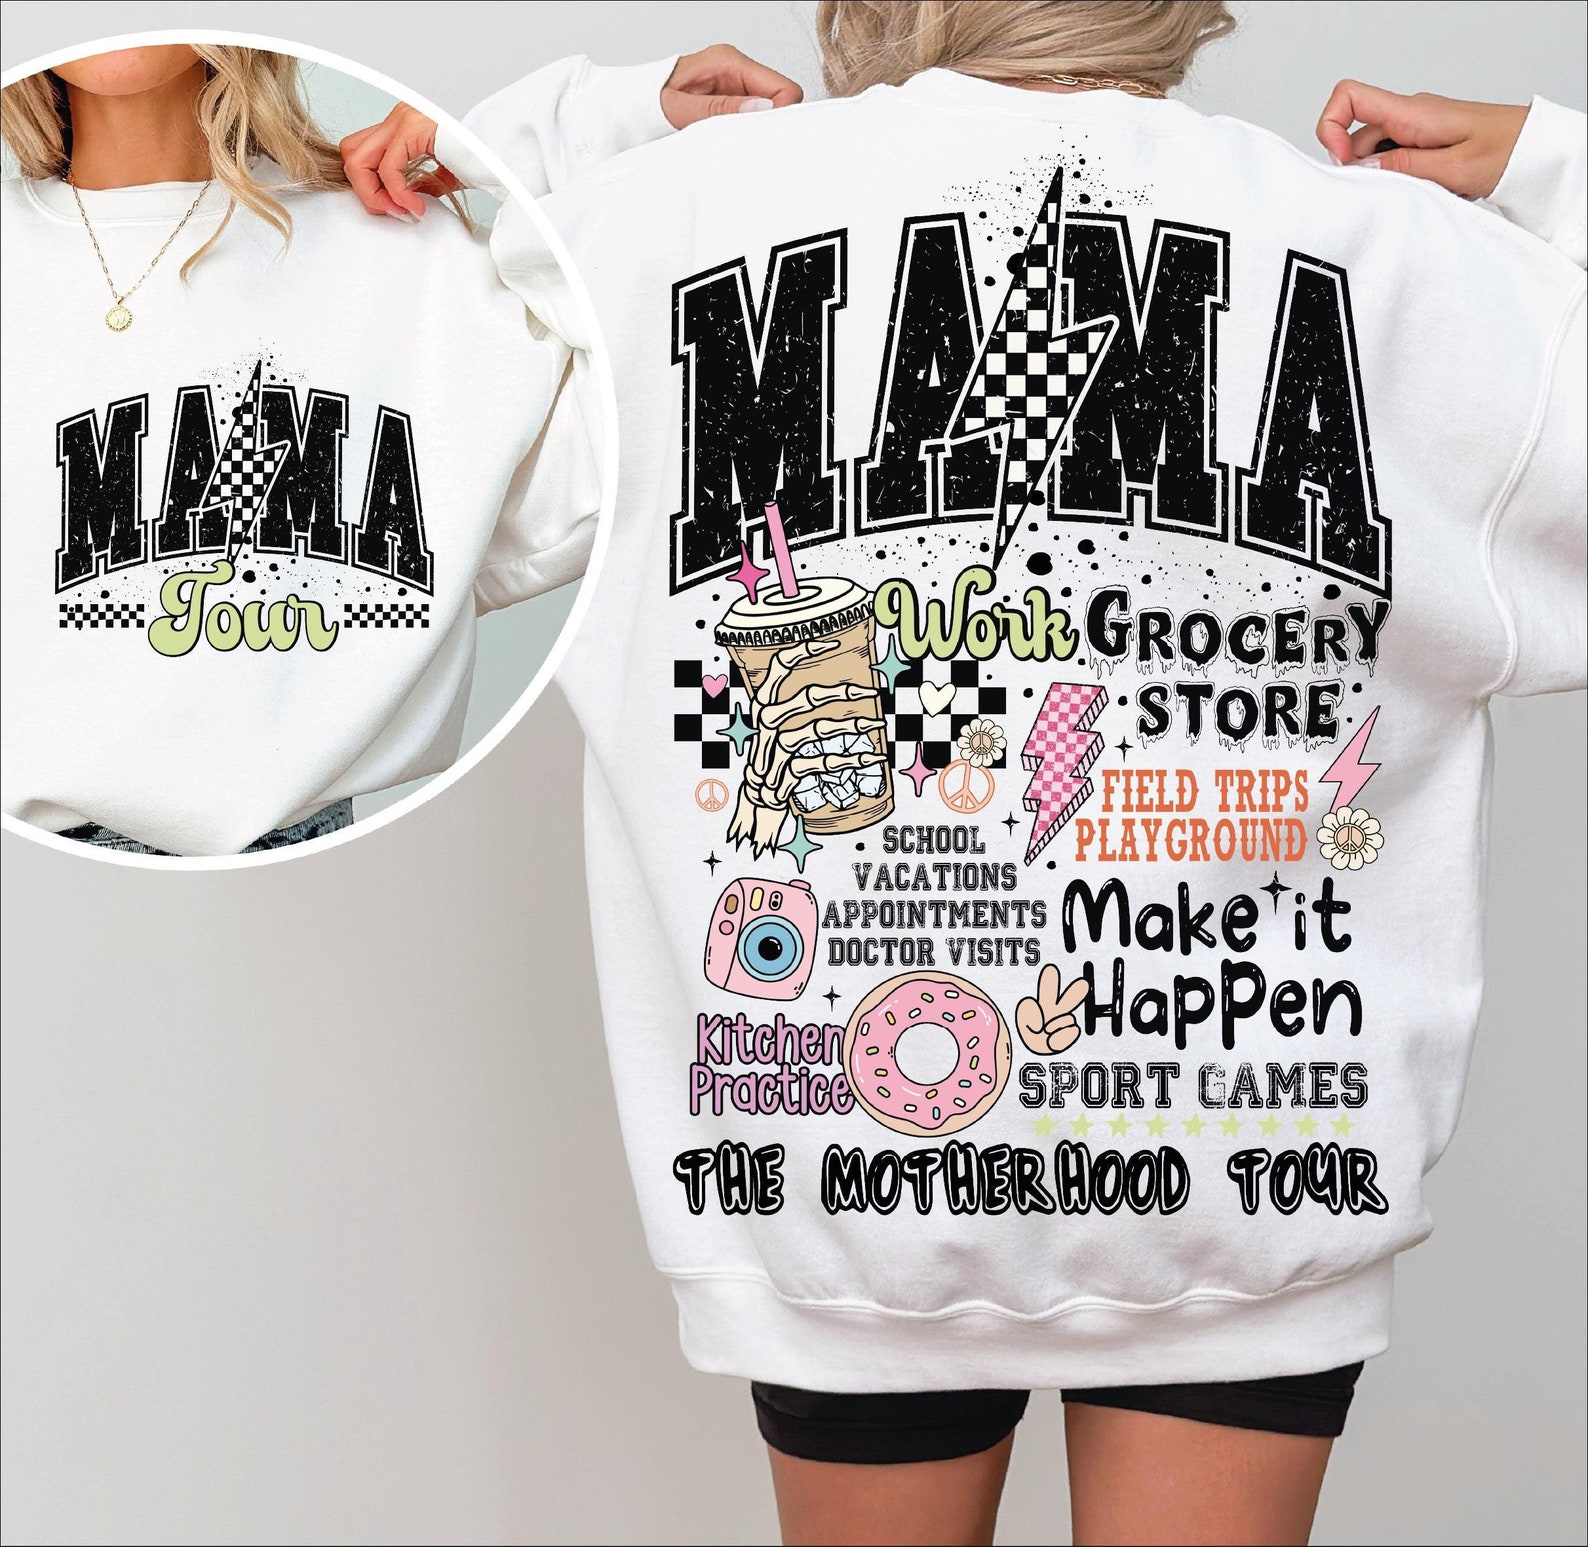 MAMA
Tour
MAMA
Work
GROCERY
STORE
FIELD TRIPS
PLAYGROUND
SCHOOL
VACATIONS
APPOINTMENTS
DOCTOR VISITS
Make it
Happen
Kitchen
Practice
SPORT GAMES
THE MOTHERHOOD TOUR